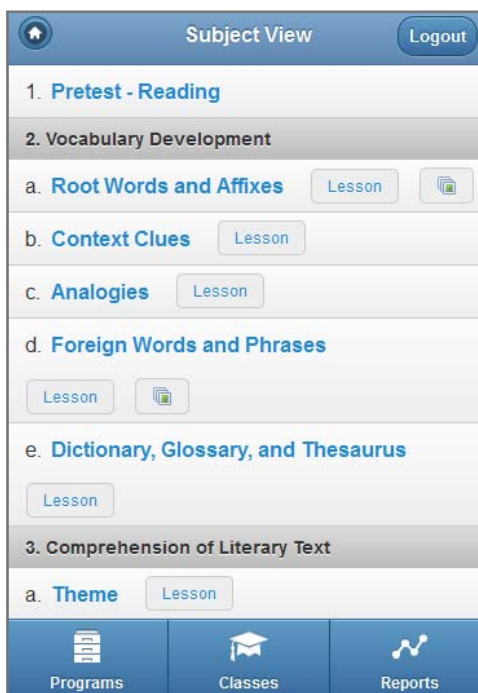 Subject View Logout
1. Pretest - Reading
2. Vocabulary Development
a. Root Words and Affixes Lesson
b. Context Clues Lesson
c. Analogies Lesson
d. Foreign Words and Phrases
Lesson
e. Dictionary, Glossary, and Thesaurus
Lesson
3. Comprehension of Literary Text
a. Theme Lesson
Programs Classes Reports